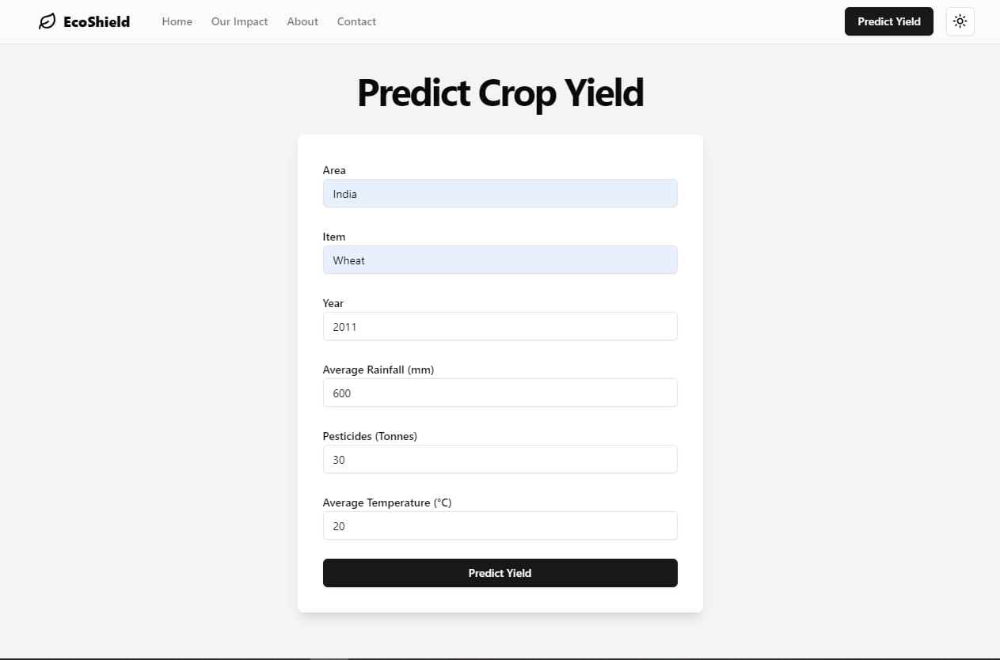 EcoShield Home Our Impact About Contact Predict Yield
Predict Crop Yield
Area
India
Item
Wheat
Year
2011
Average Rainfall (mm)
600
Pesticides (Tonnes)
30
Average Temperature (°C)
20
Predict Yield